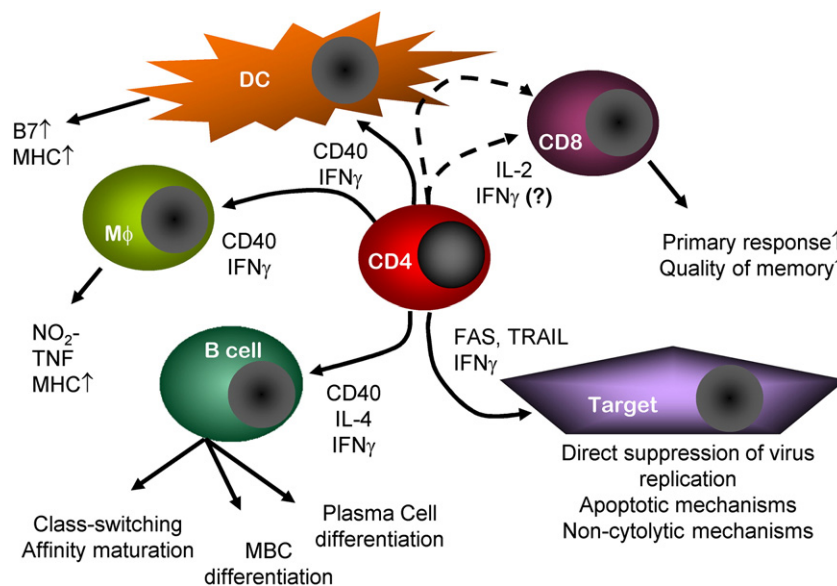 DC
B7↑
MHC↑
CD40
IFNγ
CD8
IL-2
IFNγ (?)
Primary response↑
Quality of memory↑
Mϕ
CD40
IFNγ
CD4
NO₂-
TNF
MHC↑
B cell
CD40
IL-4
IFNγ
FAS, TRAIL
IFNγ
Target
Direct suppression of virus
replication
Apoptotic mechanisms
Non-cytolytic mechanisms
Class-switching
Affinity maturation
MBC
differentiation
Plasma Cell
differentiation